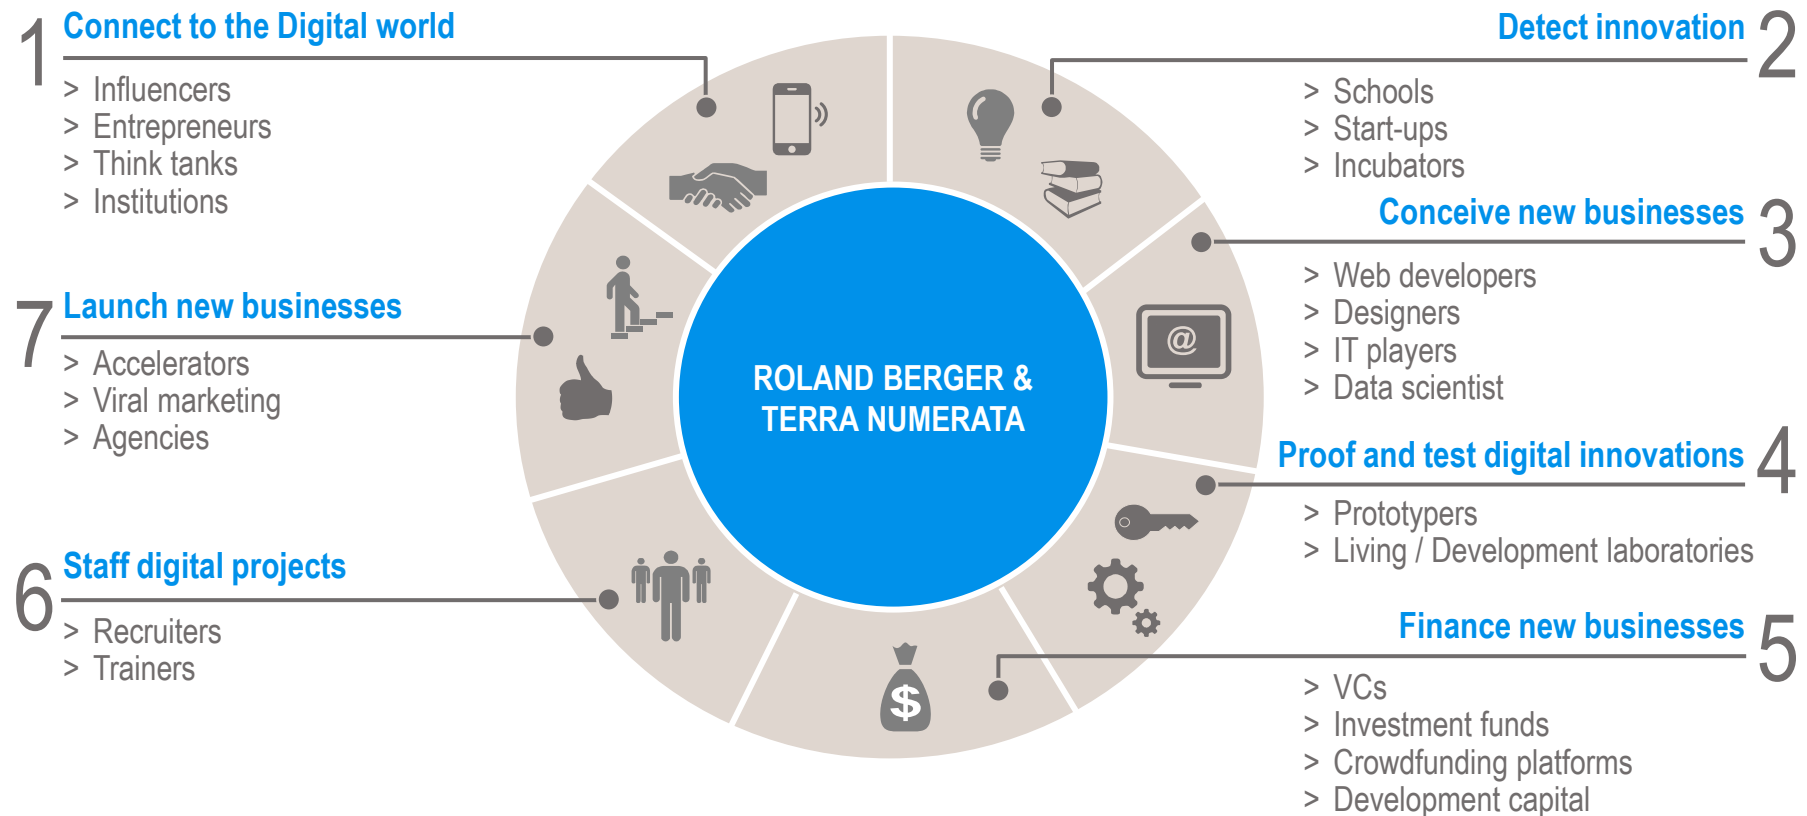 1
Connect to the Digital world
> Influencers
> Entrepreneurs
> Think tanks
> Institutions
2
Detect innovation
> Schools
> Start-ups
> Incubators
3
Conceive new businesses
> Web developers
> Designers
> IT players
> Data scientist
@
4
Proof and test digital innovations
> Prototypers
> Living / Development laboratories
5
Finance new businesses
> VCs
> Investment funds
> Crowdfunding platforms
> Development capital
$
6
Staff digital projects
> Recruiters
> Trainers
7
Launch new businesses
> Accelerators
> Viral marketing
> Agencies
ROLAND BERGER &
TERRA NUMERATA